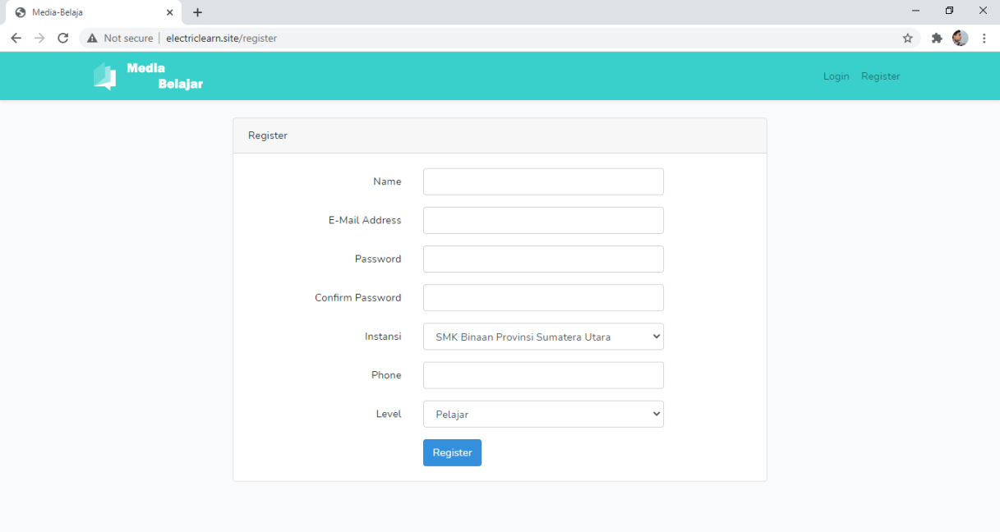 Media-Belaja
Not secure electriclearn.site/register
Media
Belajar
Login Register
Register
Name
E-Mail Address
Password
Confirm Password
Instansi SMK Binaan Provinsi Sumatera Utara
Phone
Level Pelajar
Register